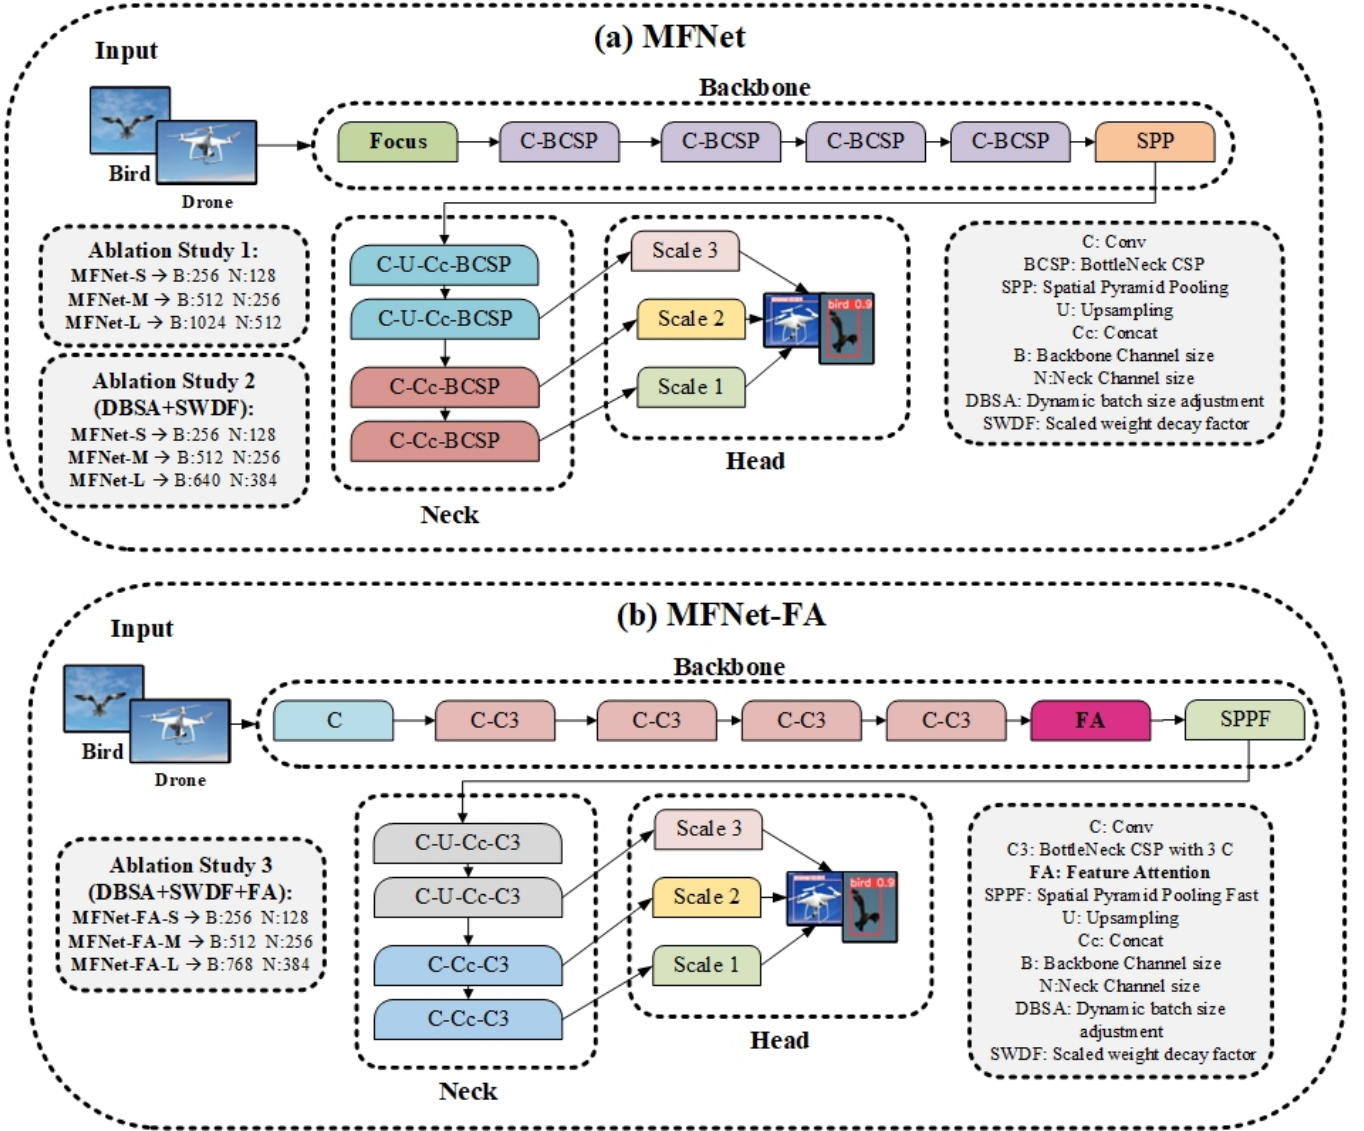 (a) MFNet
Input
Bird
Drone
Backbone
Focus
C-BCSP
C-BCSP
C-BCSP
C-BCSP
SPP
Ablation Study 1:
MFNet-S → B:256 N:128
MFNet-M → B:512 N:256
MFNet-L → B:1024 N:512
Ablation Study 2
(DBSA+SWDF):
MFNet-S → B:256 N:128
MFNet-M → B:512 N:256
MFNet-L → B:640 N:384
C-U-Cc-BCSP
C-U-Cc-BCSP
C-Cc-BCSP
C-Cc-BCSP
Neck
Scale 3
Scale 2
Scale 1
bird 0.9
Head
C: Conv
BCSP: BottleNeck CSP
SPP: Spatial Pyramid Pooling
U: Upsampling
Cc: Concat
B: Backbone Channel size
N:Neck Channel size
DBSA: Dynamic batch size adjustment
SWDF: Scaled weight decay factor
(b) MFNet-FA
Input
Bird
Drone
Backbone
C
C-C3
C-C3
C-C3
C-C3
FA
SPPF
Ablation Study 3
(DBSA+SWDF+FA):
MFNet-FA-S → B:256 N:128
MFNet-FA-M → B:512 N:256
MFNet-FA-L → B:768 N:384
C-U-Cc-C3
C-U-Cc-C3
C-Cc-C3
C-Cc-C3
Neck
Scale 3
Scale 2
Scale 1
bird 0.9
Head
C: Conv
C3: BottleNeck CSP with 3 C
FA: Feature Attention
SPPF: Spatial Pyramid Pooling Fast
U: Upsampling
Cc: Concat
B: Backbone Channel size
N:Neck Channel size
DBSA: Dynamic batch size
adjustment
SWDF: Scaled weight decay factor